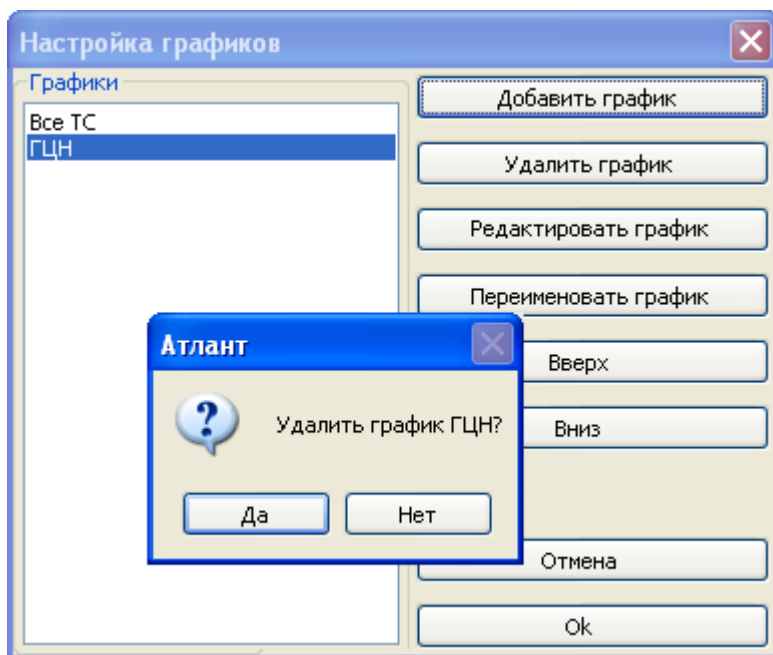 Настройка графиков
Графики
Все ТС
ГЦН
Добавить график
Удалить график
Редактировать график
Переименовать график
Вверх
Вниз
Отмена
Ok
Атлант
Удалить график ГЦН?
Да
Нет